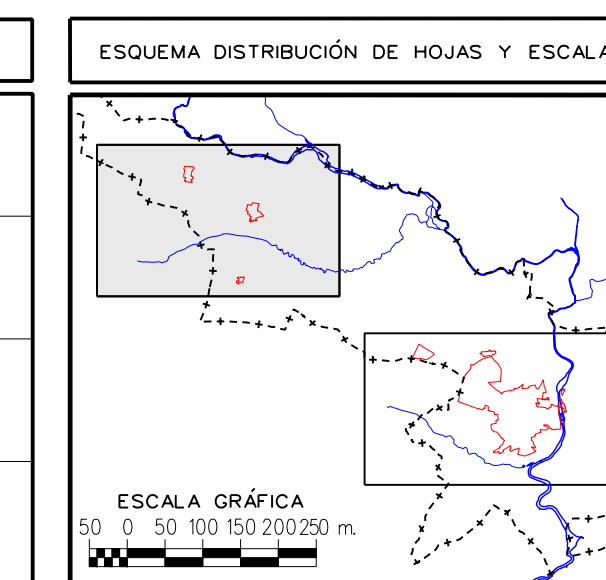 ESQUEMA DISTRIBUCIÓN DE HOJAS Y ESCALA
ESCALA GRÁFICA
50 0 50 100 150 200 250 m.